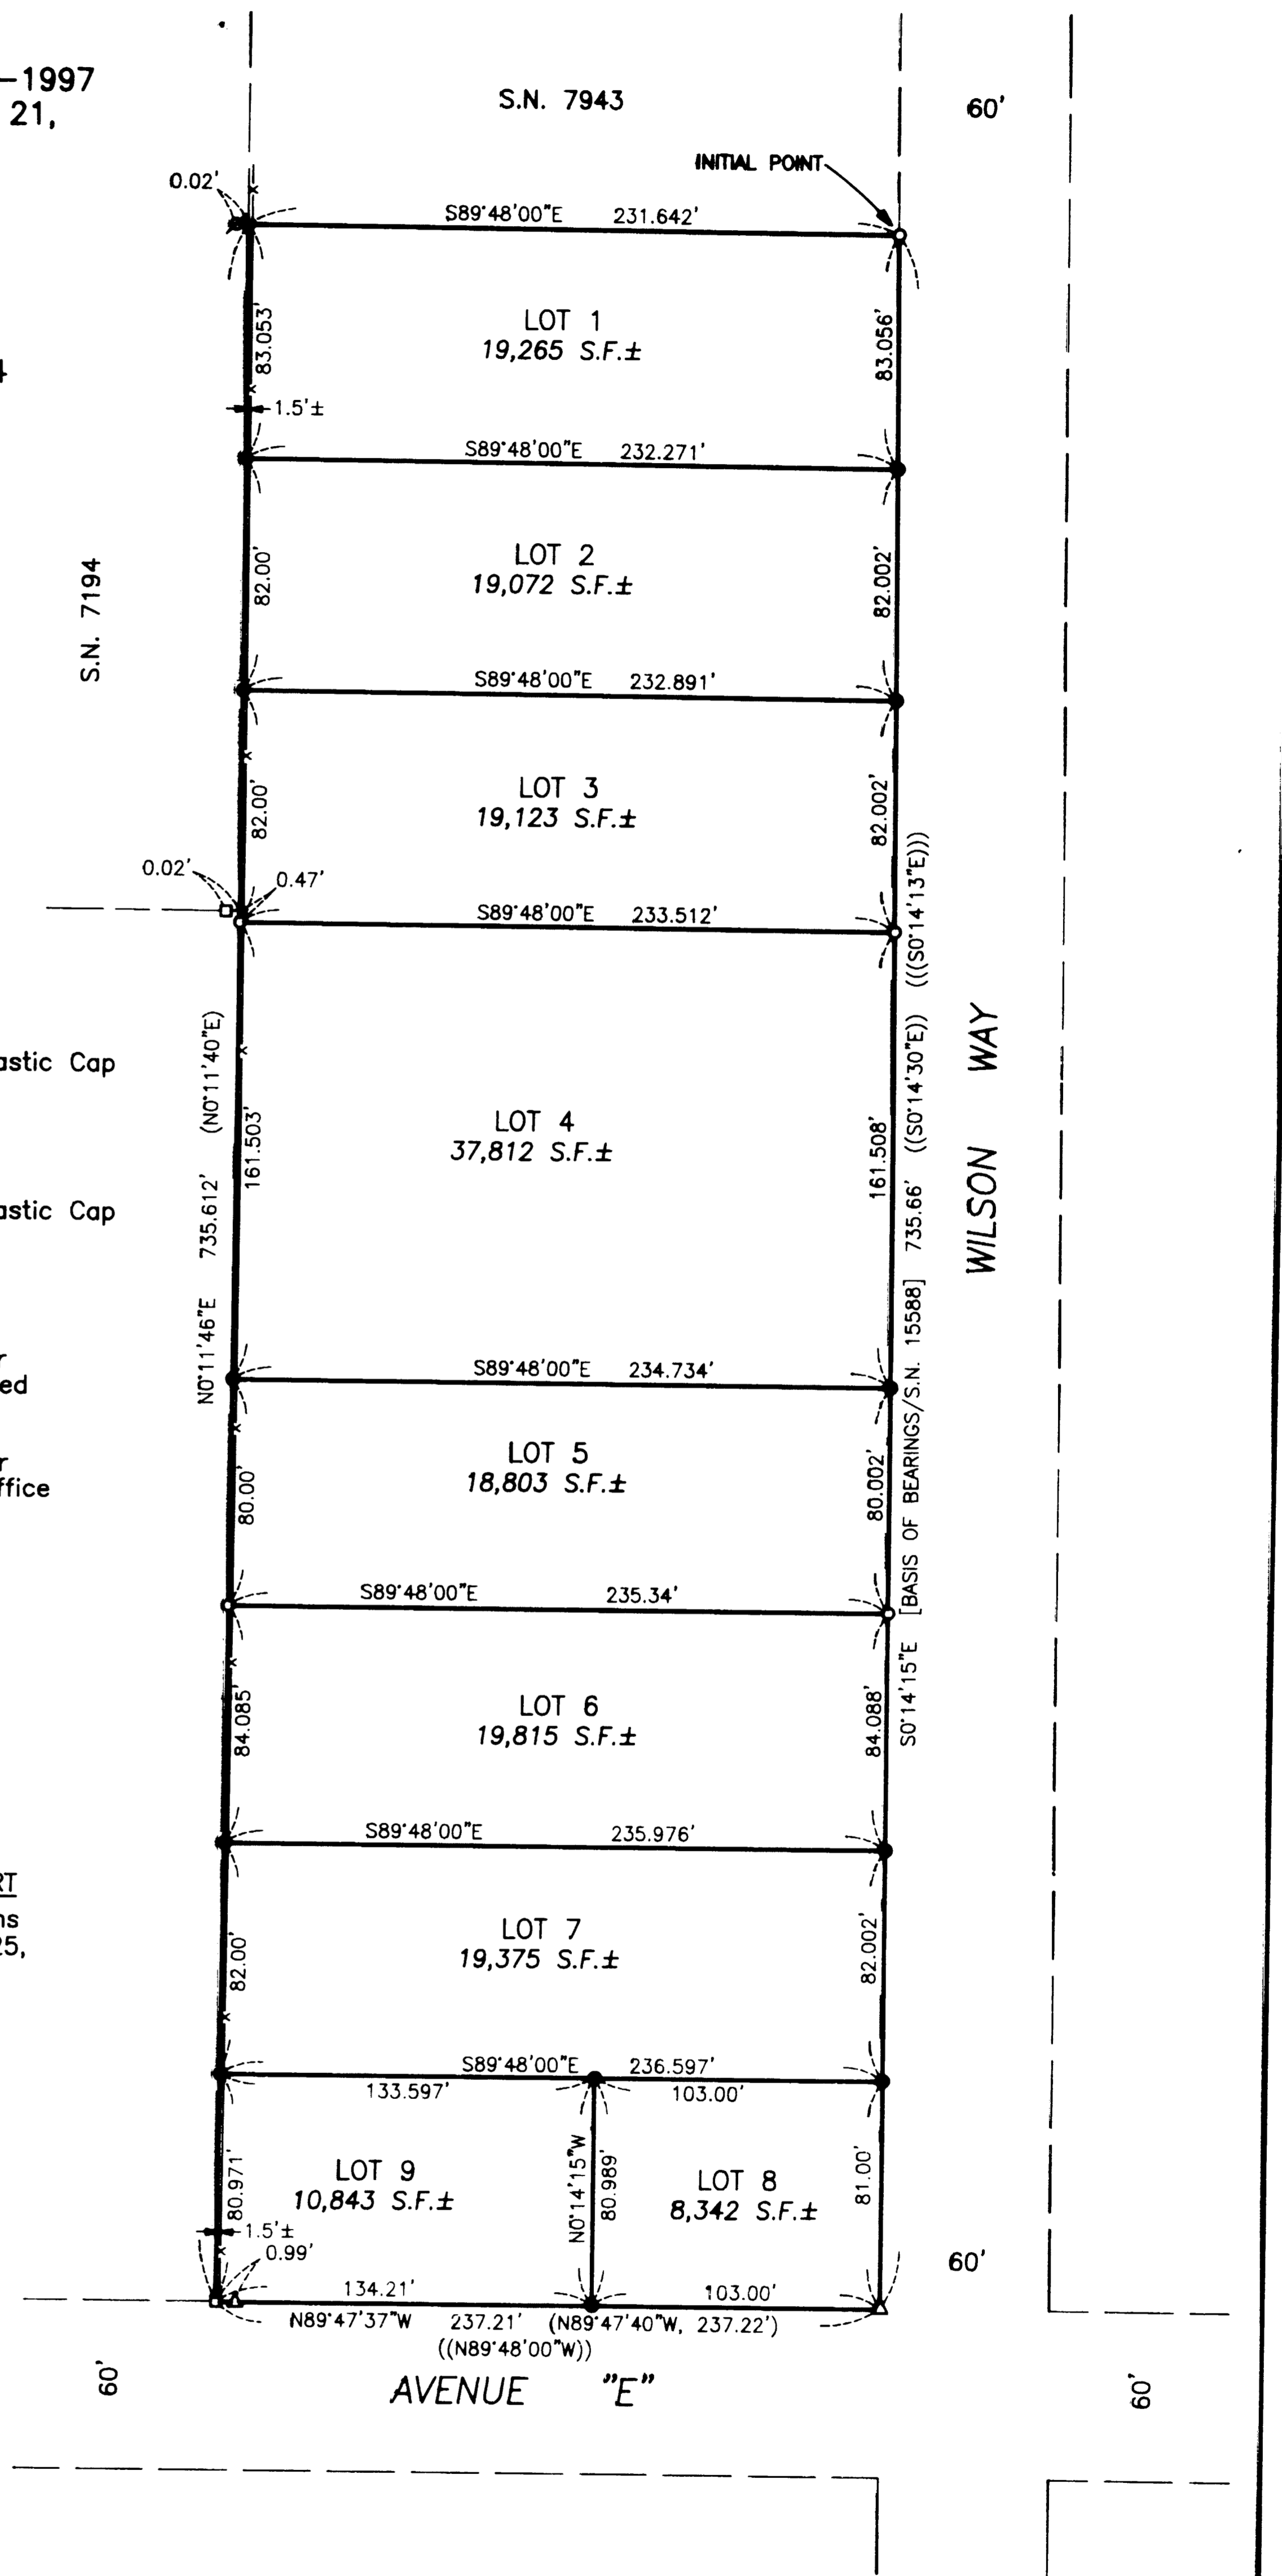 –1997
21,
S.N. 7943
60'
INITIAL POINT
0.02'
S89°48'00"E 231.642'
83.053'
LOT 1
19,265 S.F.±
83.056'
4
1.5'±
S89°48'00"E 232.271'
S.N. 7194
82.00'
LOT 2
19,072 S.F.±
82.002'
S89°48'00"E 232.891'
82.00'
LOT 3
19,123 S.F.±
82.002'
0.02'
0.47'
S89°48'00"E 233.512'
N0°11'46"E 735.612' (N0°11'40"E)
161.503'
LOT 4
37,812 S.F.±
161.508'
S0°14'15"E [BASIS OF BEARINGS/S.N. 15588] 735.66' ((S0°14'30"E)) (((S0°14'13"E)))
WILSON WAY
astic Cap
astic Cap
r
ed
r
ffice
S89°48'00"E 234.734'
80.00'
LOT 5
18,803 S.F.±
80.002'
S89°48'00"E 235.34'
84.085'
LOT 6
19,815 S.F.±
84.088'
S89°48'00"E 235.976'
RT
ns
25,
82.00'
LOT 7
19,375 S.F.±
82.002'
S89°48'00"E 236.597'
133.597' 103.00'
80.971'
LOT 9
10,843 S.F.±
N0°14'15"W
80.989'
LOT 8
8,342 S.F.±
81.00'
1.5'±
0.99'
60'
134.21' 103.00'
N89°47'37"W 237.21' (N89°47'40"W, 237.22')
((N89°48'00"W))
60'
AVENUE "E"
60'